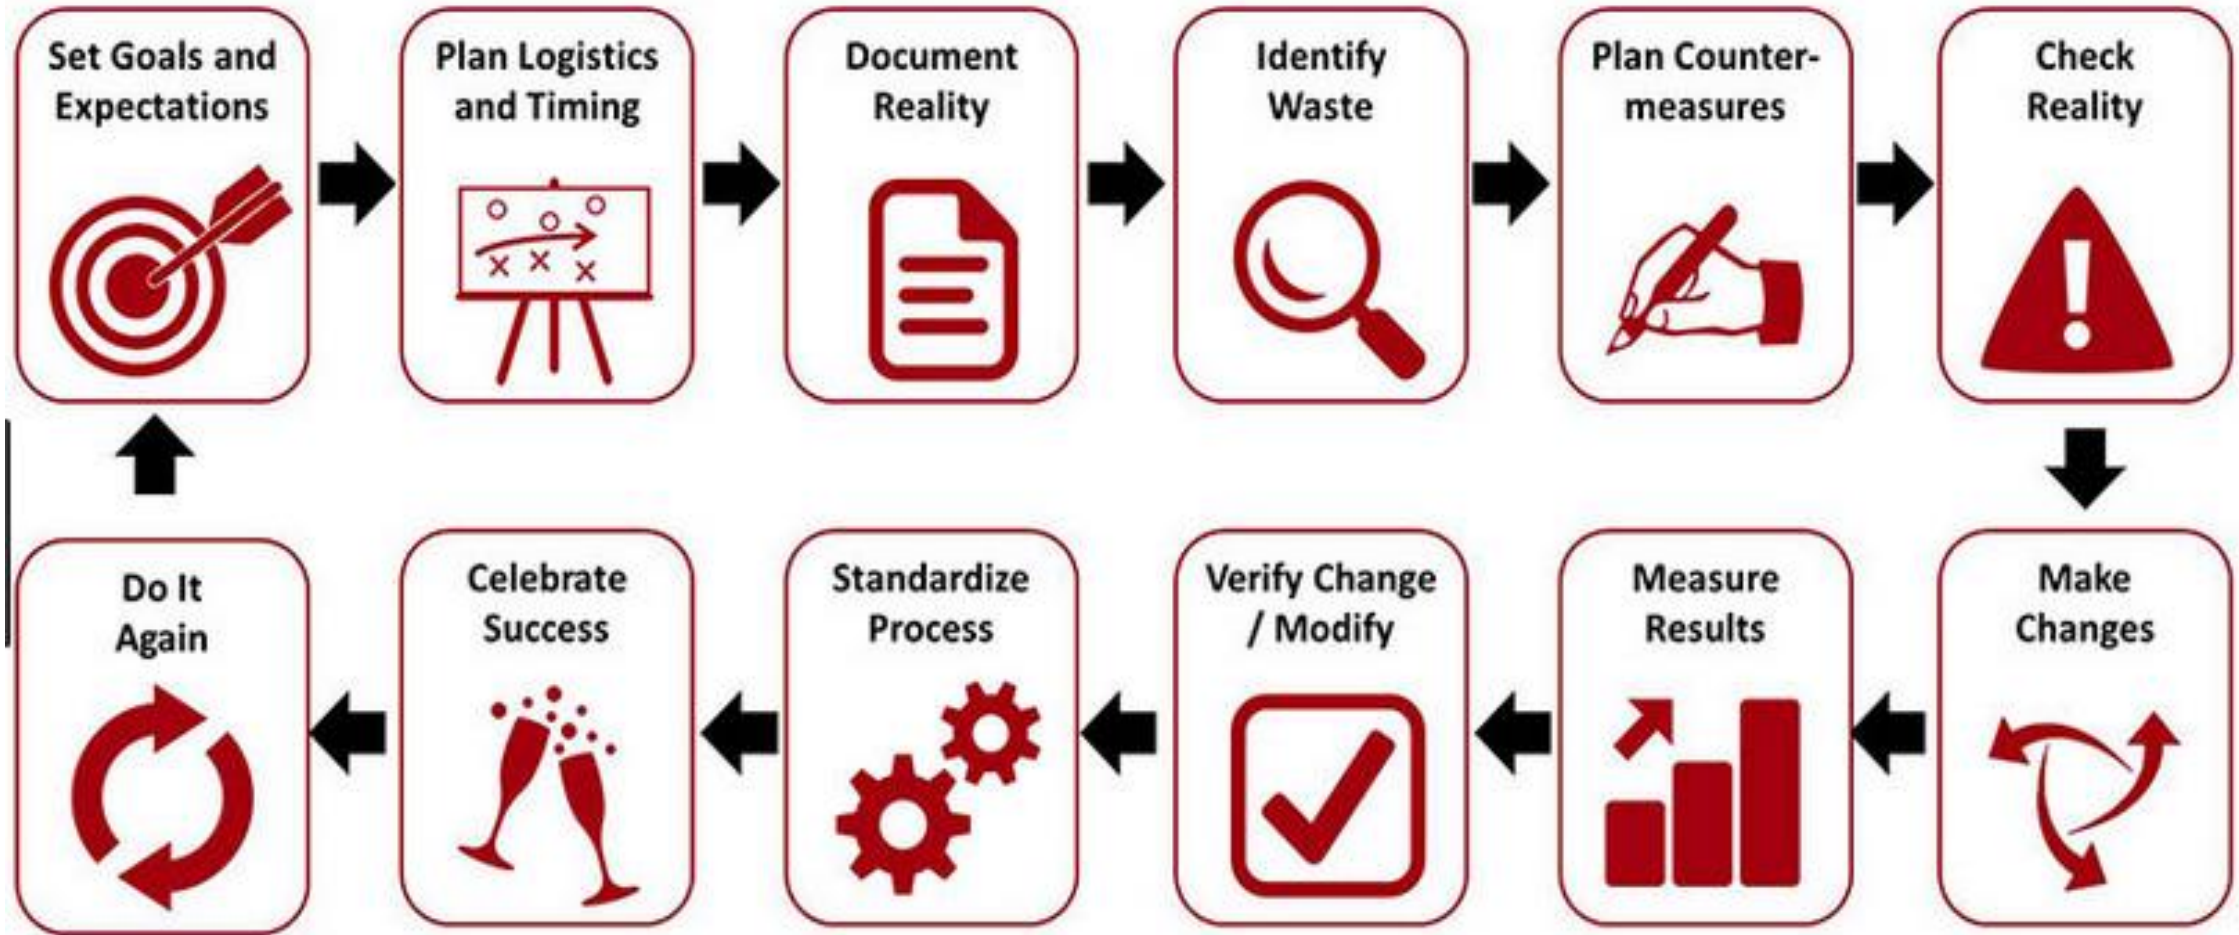 Set Goals and
Expectations
Plan Logistics
and Timing
Document
Reality
Identify
Waste
Plan Counter-
measures
Check
Reality
Make
Changes
Measure
Results
Verify Change
/ Modify
Standardize
Process
Celebrate
Success
Do It
Again